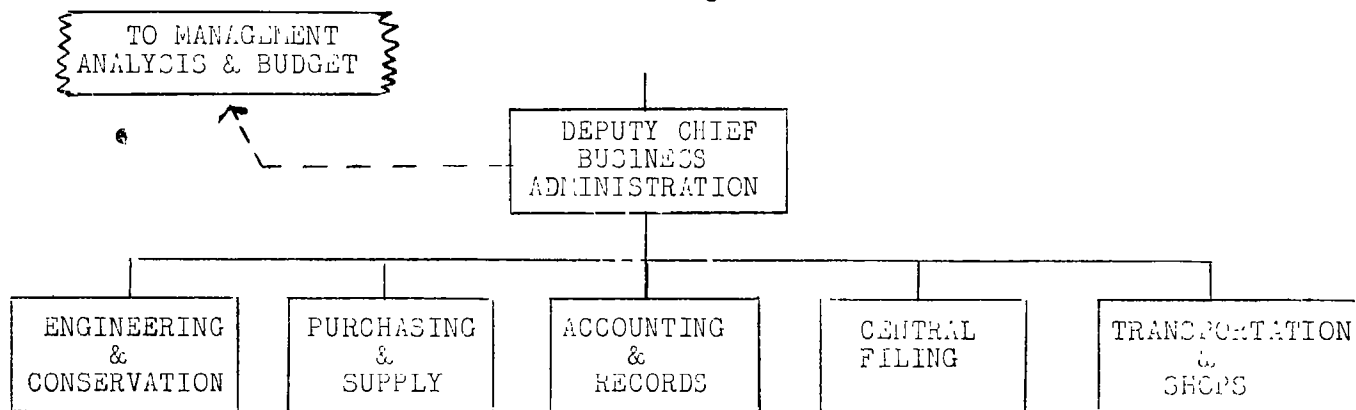 TO MANAGEMENT
ANALYSIS & BUDGET
DEPUTY CHIEF
BUSINESS
ADMINISTRATION
ENGINEERING
&
CONSERVATION
PURCHASING
&
SUPPLY
ACCOUNTING
&
RECORDS
CENTRAL
FILING
TRANSPORTATION
&
SHOPS